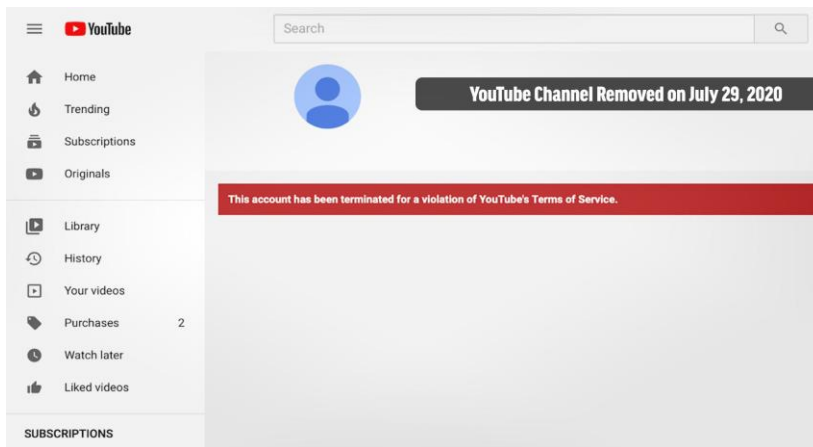 YouTube
Search
YouTube Channel Removed on July 29, 2020
This account has been terminated for a violation of YouTube's Terms of Service.
Home
Trending
Subscriptions
Originals
Library
History
Your videos
Purchases 2
Watch later
Liked videos
SUBSCRIPTIONS